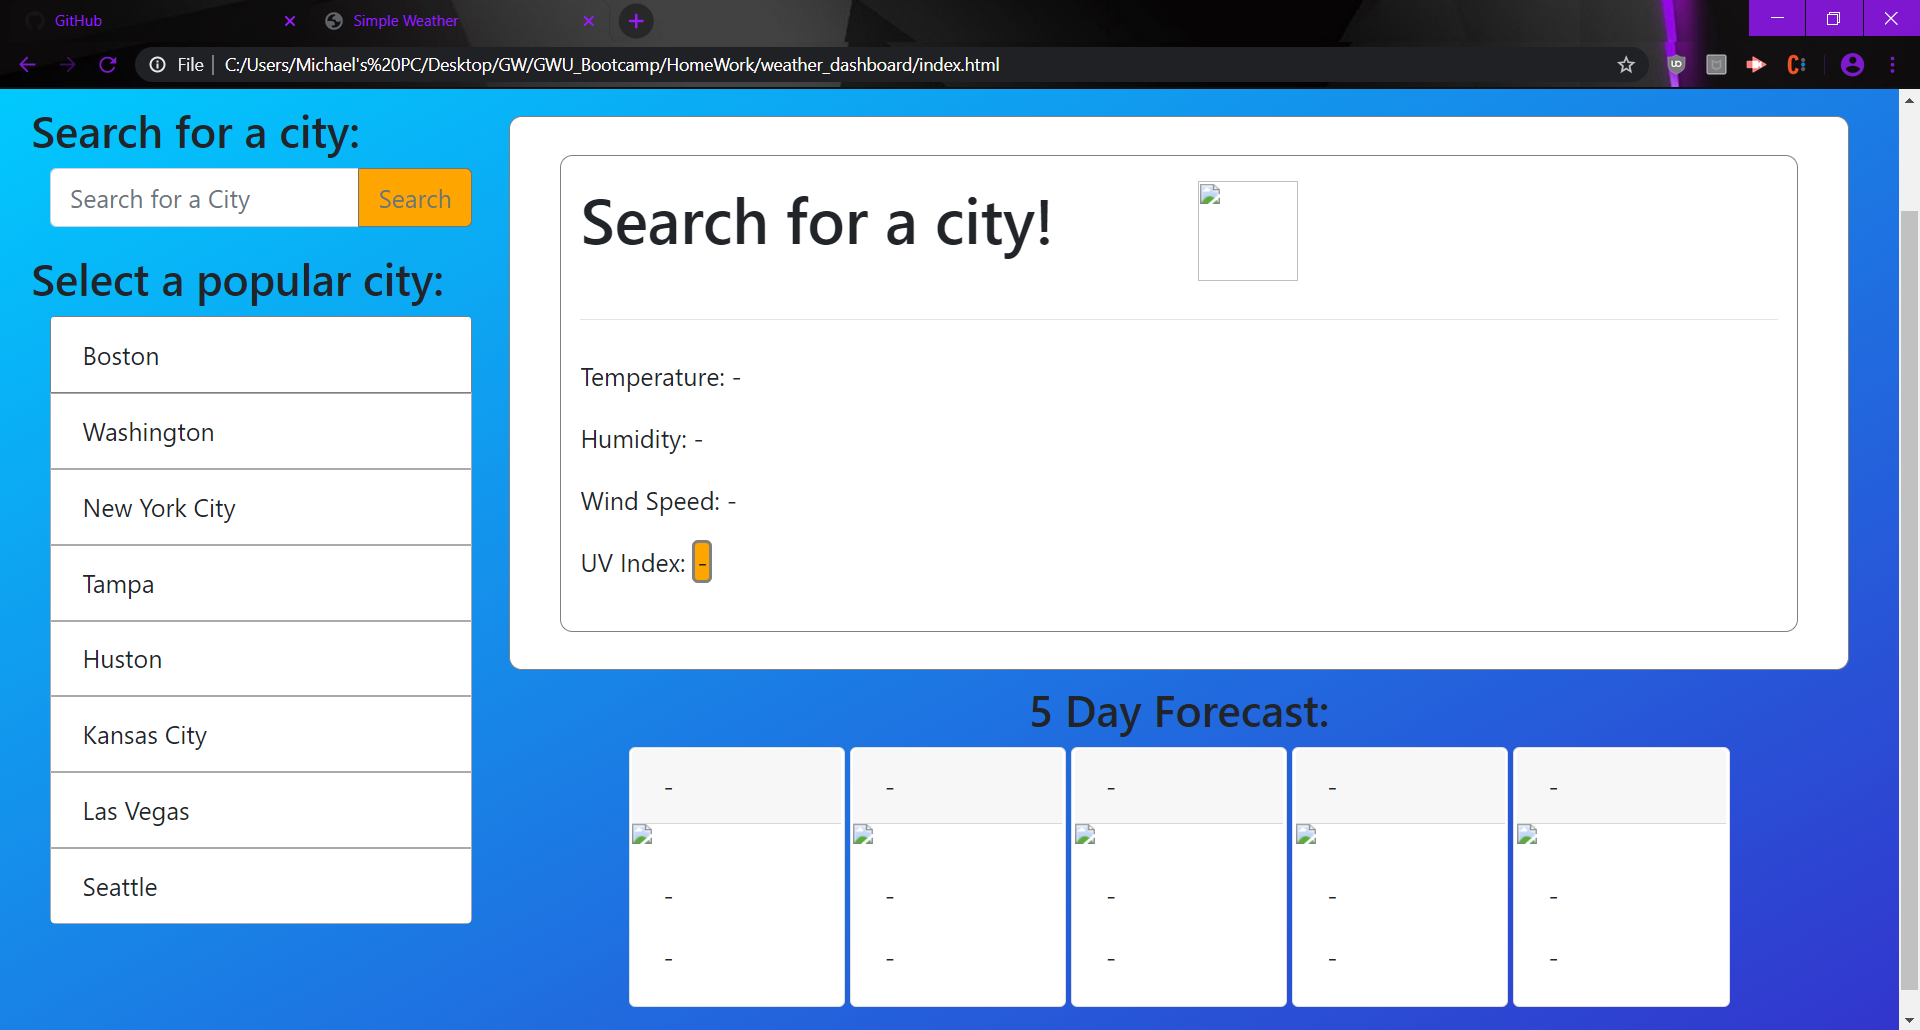 GitHub
Simple Weather
File
C:/Users/Michael's%20PC/Desktop/GW/GWU_Bootcamp/HomeWork/weather_dashboard/index.html
Search for a city:
Search for a City
Search
Select a popular city:
Boston
Washington
New York City
Tampa
Huston
Kansas City
Las Vegas
Seattle
Search for a city!
Temperature: -
Humidity: -
Wind Speed: -
UV Index: -
5 Day Forecast:
- - - - -
- - - - -
- - - - -